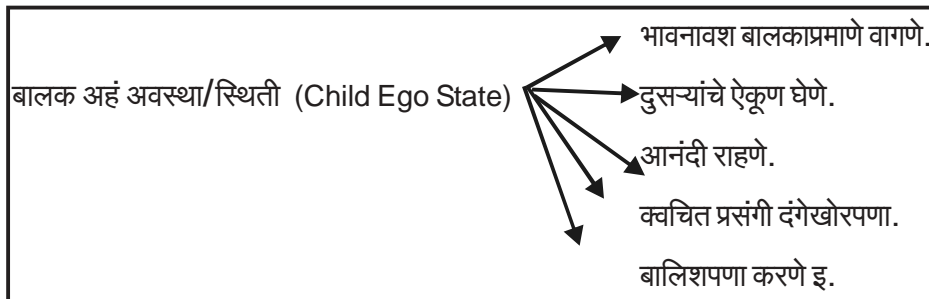 भावनावश बालकाप्रमाणे वागणे.
बालक अहं अवस्था/स्थिती (Child Ego State)
दुसऱ्यांचे ऐकूण घेणे.
आनंदी राहणे.
क्वचित प्रसंगी दंगेखोरपणा.
बालिशपणा करणे इ.